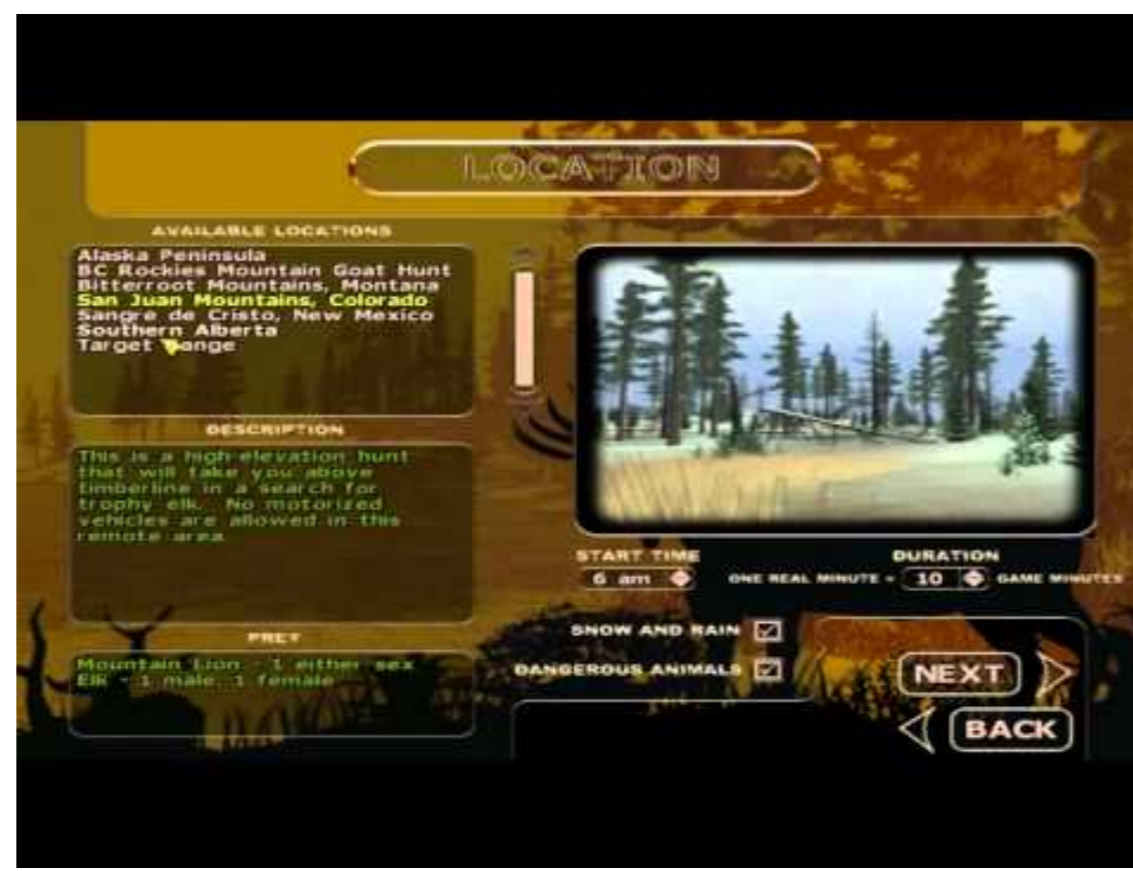 LOCATION
AVAILABLE LOCATIONS
Alaska Peninsula
BC Rockies Mountain Goat Hunt
Bitterroot Mountains, Montana
San Juan Mountains, Colorado
Sangre de Cristo, New Mexico
Southern Alberta
Target Range
DESCRIPTION
This is a high elevation hunt
that will take you above
timberline in a search for
trophy elk. No motorized
vehicles are allowed in this
remote area
PREY
Mountain Lion - 1 either sex
Elk - 1 male 1 female
START TIME
6 am
DURATION
ONE REAL MINUTE = 10 GAME MINUTES
SNOW AND RAIN
DANGEROUS ANIMALS
NEXT
BACK